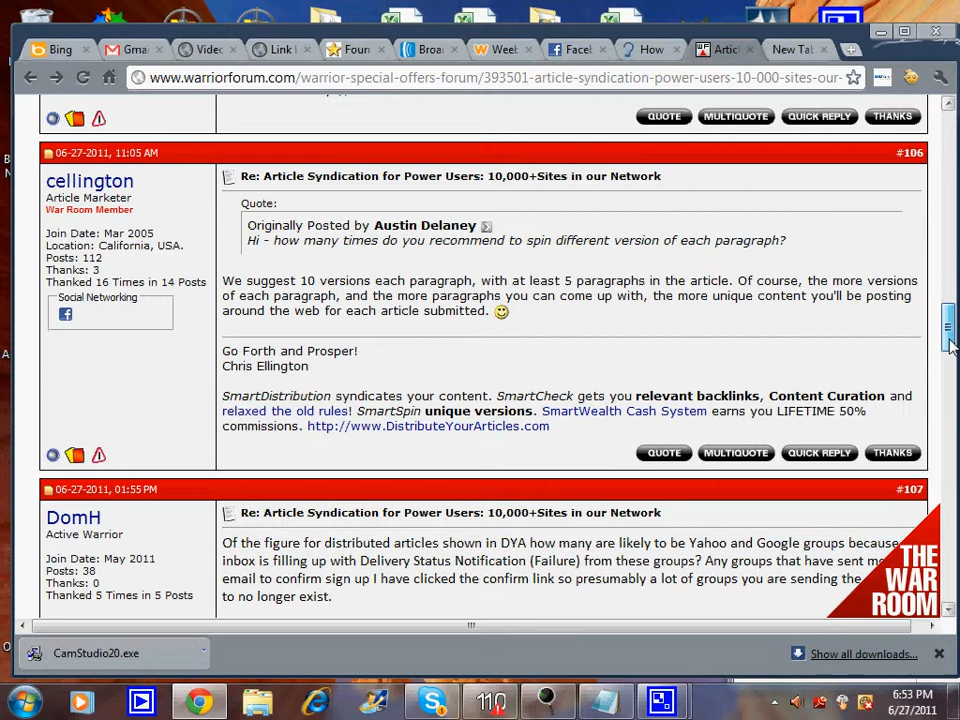 Bing
Gmai
Video
Link
Foun
Broa
Week
Facel
How
Articl
New Tab
www.warriorforum.com/warrior-special-offers-forum/393501-article-syndication-power-users-10-000-sites-our-
QUOTE MULTIQUOTE QUICK REPLY THANKS
06-27-2011, 11:05 AM #106
cellington
Article Marketer
War Room Member
Join Date: Mar 2005
Location: California, USA.
Posts: 112
Thanks: 3
Thanked 16 Times in 14 Posts
Social Networking
Re: Article Syndication for Power Users: 10,000+Sites in our Network
Quote:
Originally Posted by Austin Delaney
Hi - how many times do you recommend to spin different version of each paragraph?
We suggest 10 versions each paragraph, with at least 5 paragraphs in the article. Of course, the more versions
of each paragraph, and the more paragraphs you can come up with, the more unique content you'll be posting
around the web for each article submitted.
Go Forth and Prosper!
Chris Ellington
SmartDistribution syndicates your content. SmartCheck gets you relevant backlinks, Content Curation and
relaxed the old rules! SmartSpin unique versions. SmartWealth Cash System earns you LIFETIME 50%
commissions. http://www.DistributeYourArticles.com
QUOTE MULTIQUOTE QUICK REPLY THANKS
06-27-2011, 01:55 PM #107
DomH
Active Warrior
Join Date: May 2011
Posts: 38
Thanks: 0
Thanked 5 Times in 5 Posts
Re: Article Syndication for Power Users: 10,000+Sites in our Network
Of the figure for distributed articles shown in DYA how many are likely to be Yahoo and Google groups because
inbox is filling up with Delivery Status Notification (Failure) from these groups? Any groups that have sent me
email to confirm sign up I have clicked the confirm link so presumably a lot of groups you are sending the
to no longer exist.
THE
WAR
ROOM
CamStudio20.exe
Show all downloads...
110
6:53 PM
6/27/2011